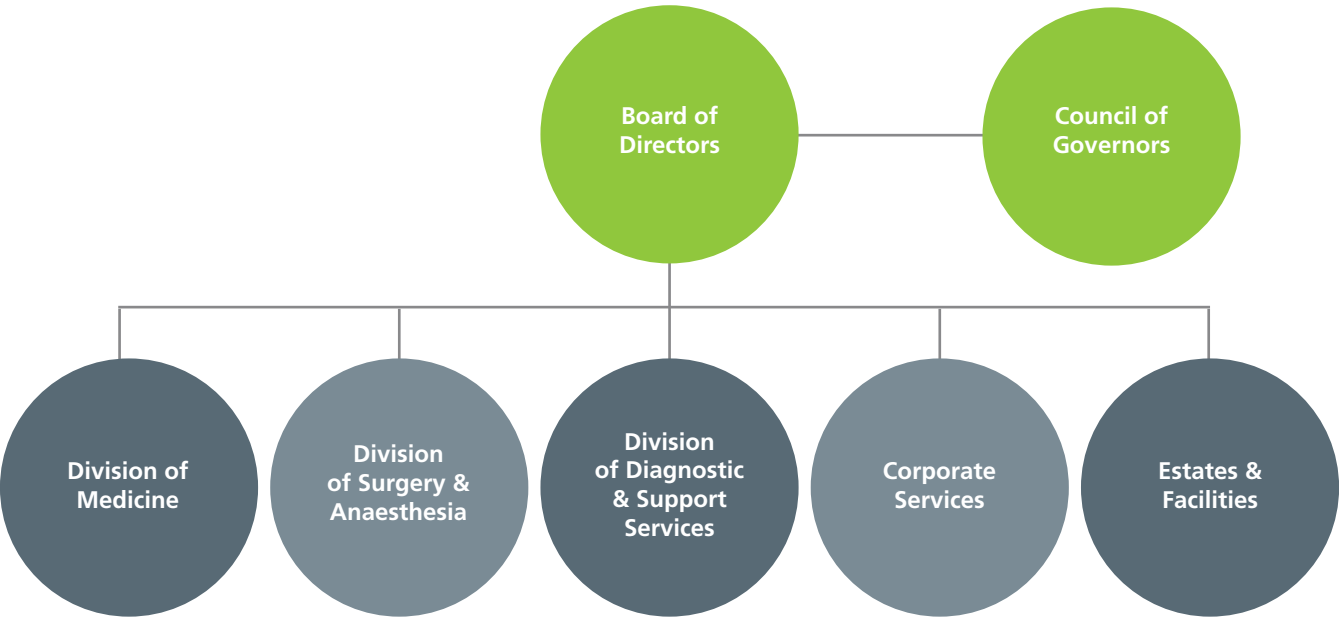 Board of
Directors
Council of
Governors
Division of
Medicine
Division
of Surgery &
Anaesthesia
Division
of Diagnostic
& Support
Services
Corporate
Services
Estates &
Facilities